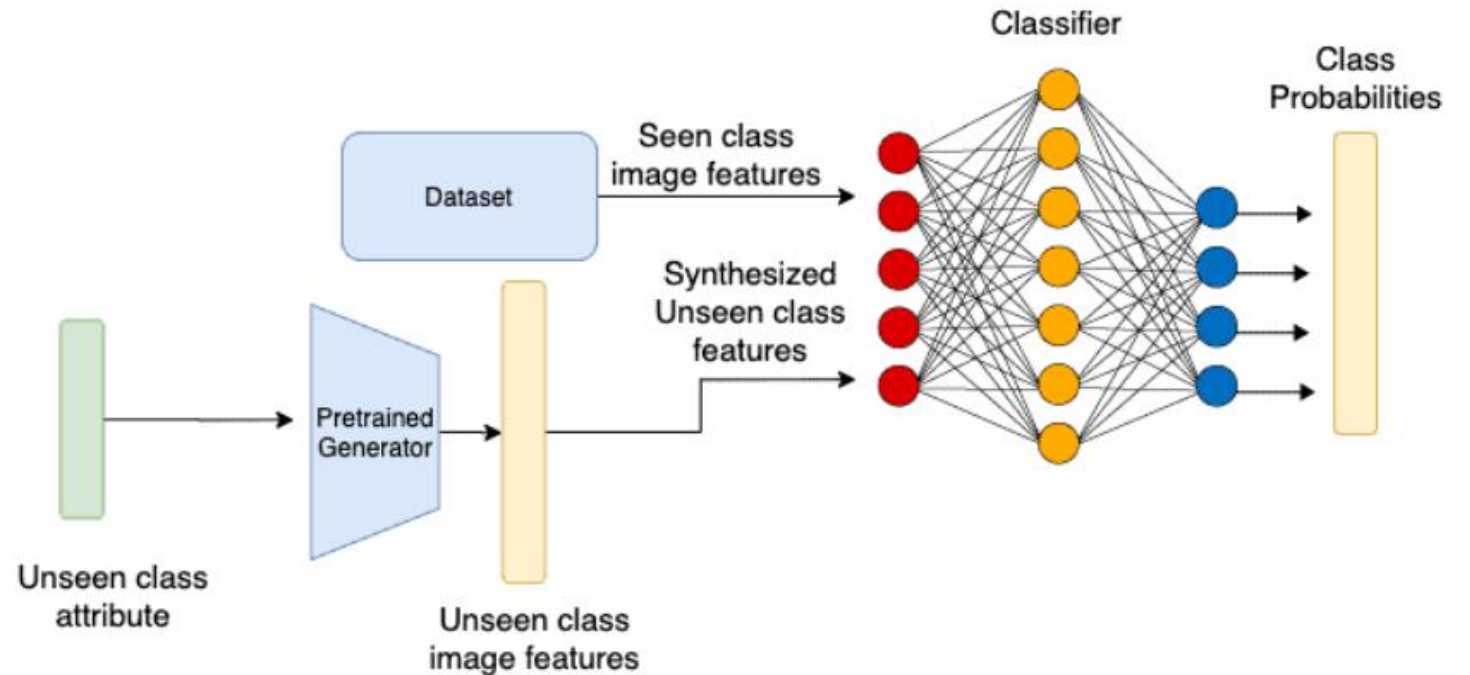 Classifier
Class
Probabilities
Seen class
image features
Dataset
Synthesized
Unseen class
features
Pretrained
Generator
Unseen class
attribute
Unseen class
image features